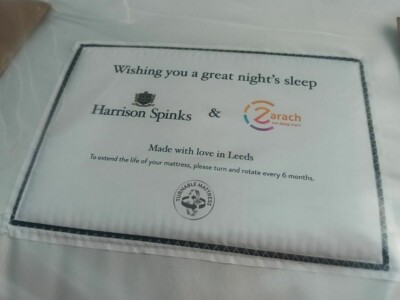 Wishing you a great night's sleep
Harrison Spinks & Zarach
Made with love in Leeds
To extend the life of your mattress, please turn and rotate every 6 months.
TURNABLE MATTRESS